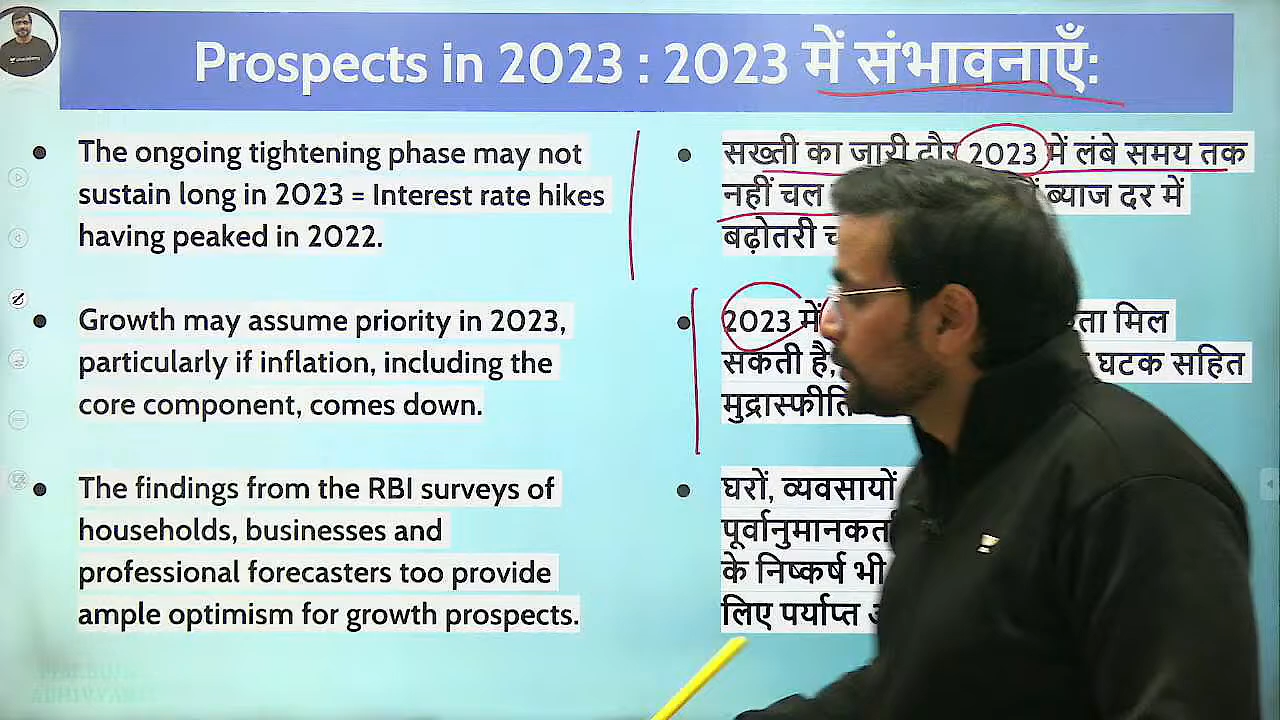 Prospects in 2023 : 2023 में संभावनाएँ:
The ongoing tightening phase may not
sustain long in 2023 = Interest rate hikes
having peaked in 2022.
Growth may assume priority in 2023,
particularly if inflation, including the
core component, comes down.
The findings from the RBI surveys of
households, businesses and
professional forecasters too provide
ample optimism for growth prospects.
सख्ती का जारी दौर 2023 में लंबे समय तक
नहीं चल ब्याज दर में
बढ़ोतरी
2023 में मिल
सकती है, घटक सहित
मुद्रास्फीति
घरों, व्यवसायों
के निष्कर्ष भी
लिए पर्याप्त